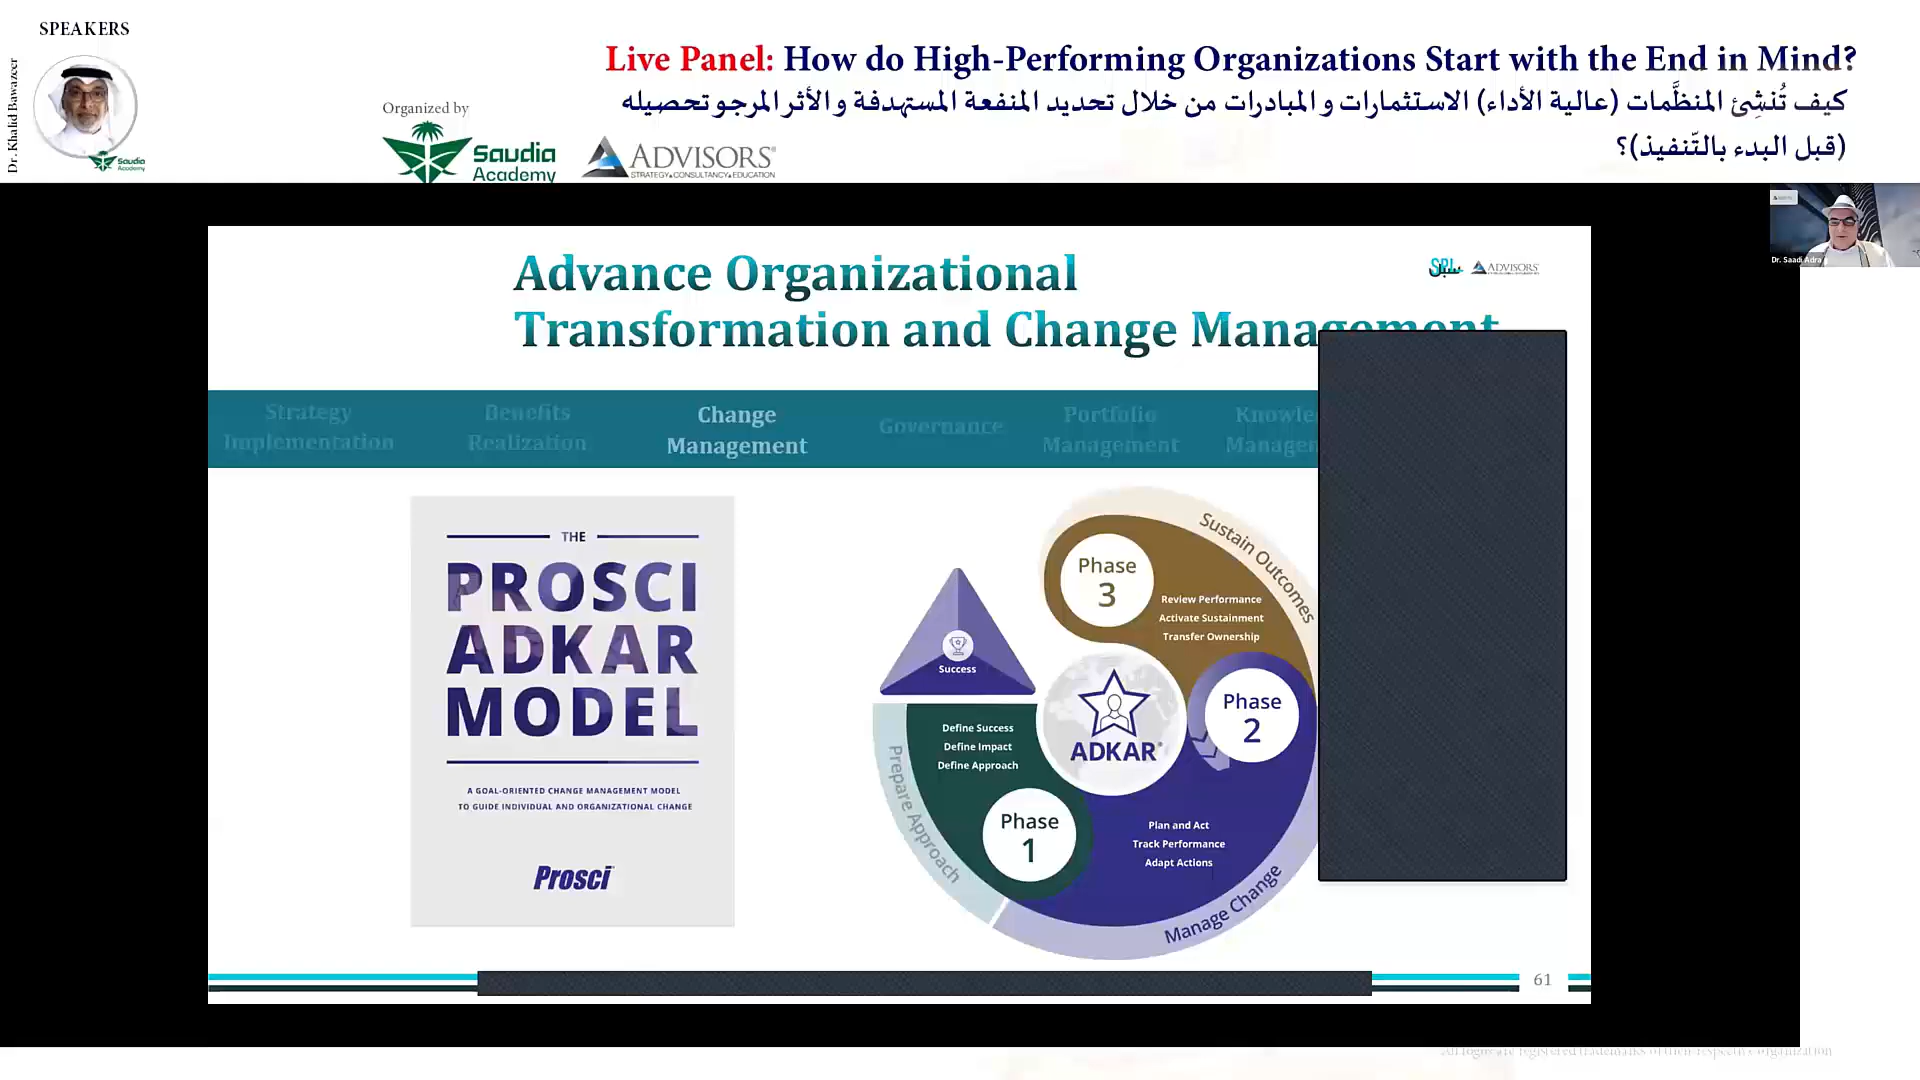 SPEAKERS
Dr. Khalid Bawazeer
Saudia
Academy
Organized by
Saudia
Academy
ADVISORS
STRATEGY▲CONSULTANCY▲EDUCATION
Live Panel: How do High-Performing Organizations Start with the End in Mind?
كيف تُنشِئ المنظَّمات (عالية الأداء) الاستثمارات والمبادرات من خلال تحديد المنفعة المستهدفة والأثر المرجو تحصيله
(قبل البدء بالتّنفيذ)؟
Dr. Saadi Adra
Advance Organizational
Transformation and Change Management
SBL سبل
ADVISORS
Strategy
Implementation
Benefits
Realization
Change
Management
Governance
Portfolio
Management
THE
PROSCI
ADKAR
MODEL
A GOAL-ORIENTED CHANGE MANAGEMENT MODEL
TO GUIDE INDIVIDUAL AND ORGANIZATIONAL CHANGE
Prosci
Success
Phase
3
Review Performance
Activate Sustainment
Transfer Ownership
Sustain Outcomes
Phase
2
ADKAR®
Define Success
Define Impact
Define Approach
Prepare Approach
Phase
1
Plan and Act
Track Performance
Adapt Actions
Manage Change
61
All logos are registered trademarks of their respective organization